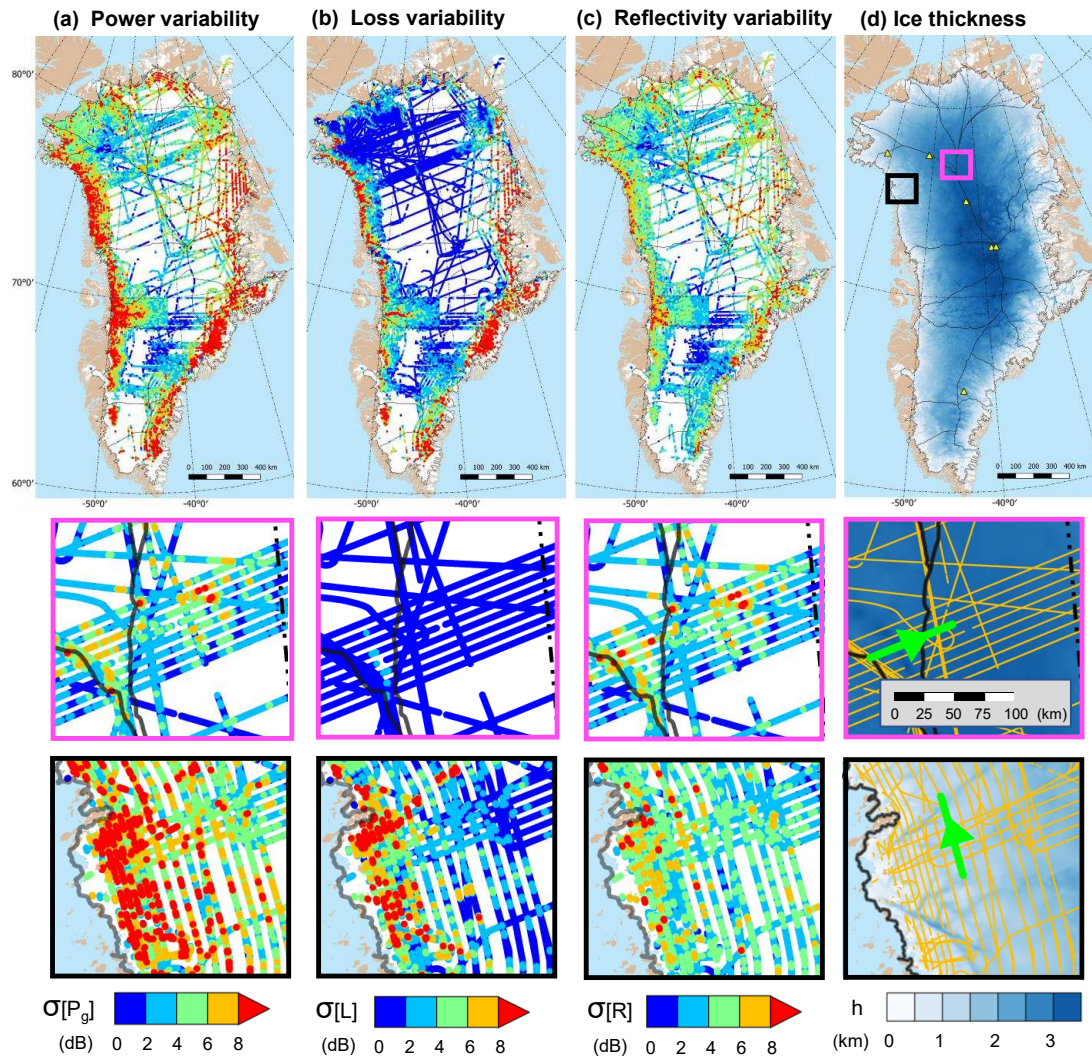 (a) Power variability (b) Loss variability (c) Reflectivity variability (d) Ice thickness
80°0'
70°0'
60°0'
0 100 200 300 400 km
0 100 200 300 400 km
0 100 200 300 400 km
0 100 200 300 400 km
-50°0' -40°0' -50°0' -40°0' -50°0' -40°0' -50°0' -40°0'
0 25 50 75 100 (km)
σ[Pg] σ[L] σ[R] h
(dB) 0 2 4 6 8 (dB) 0 2 4 6 8 (dB) 0 2 4 6 8 (km) 0 1 2 3